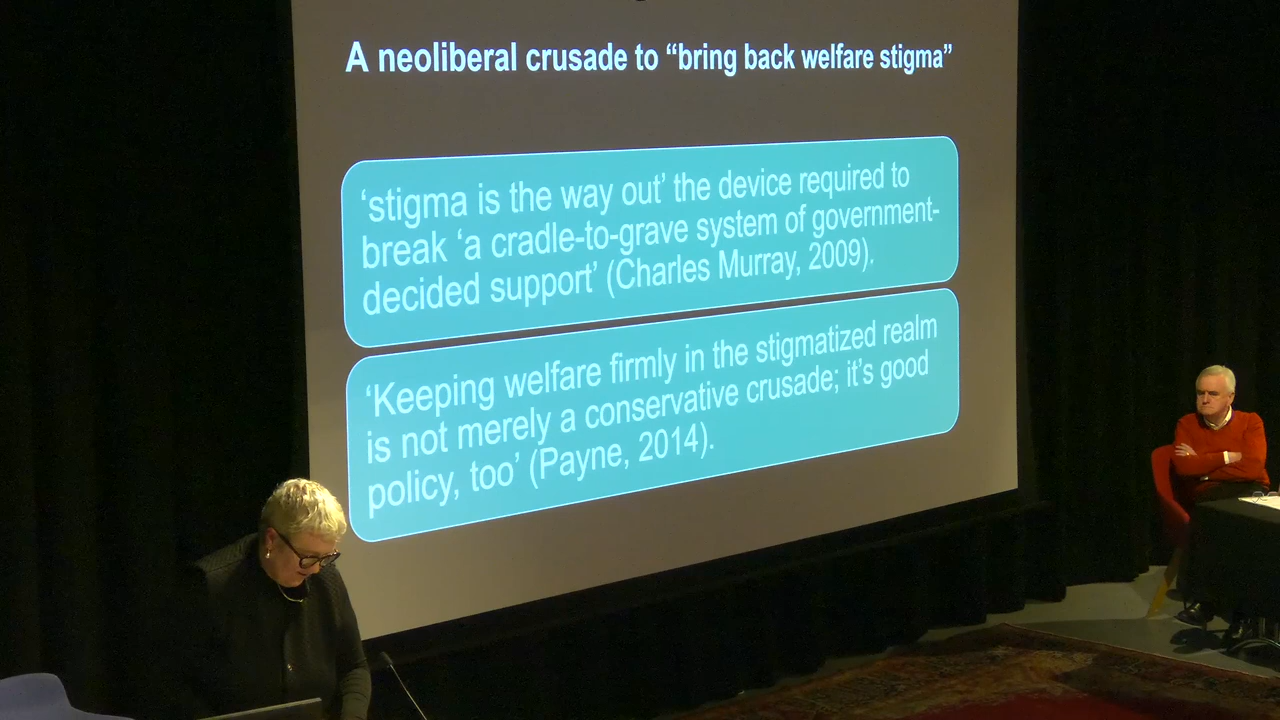 A neoliberal crusade to “bring back welfare stigma”
‘stigma is the way out’ the device required to
break ‘a cradle-to-grave system of government-
decided support’ (Charles Murray, 2009).
‘Keeping welfare firmly in the stigmatized realm
is not merely a conservative crusade; it’s good
policy, too’ (Payne, 2014).